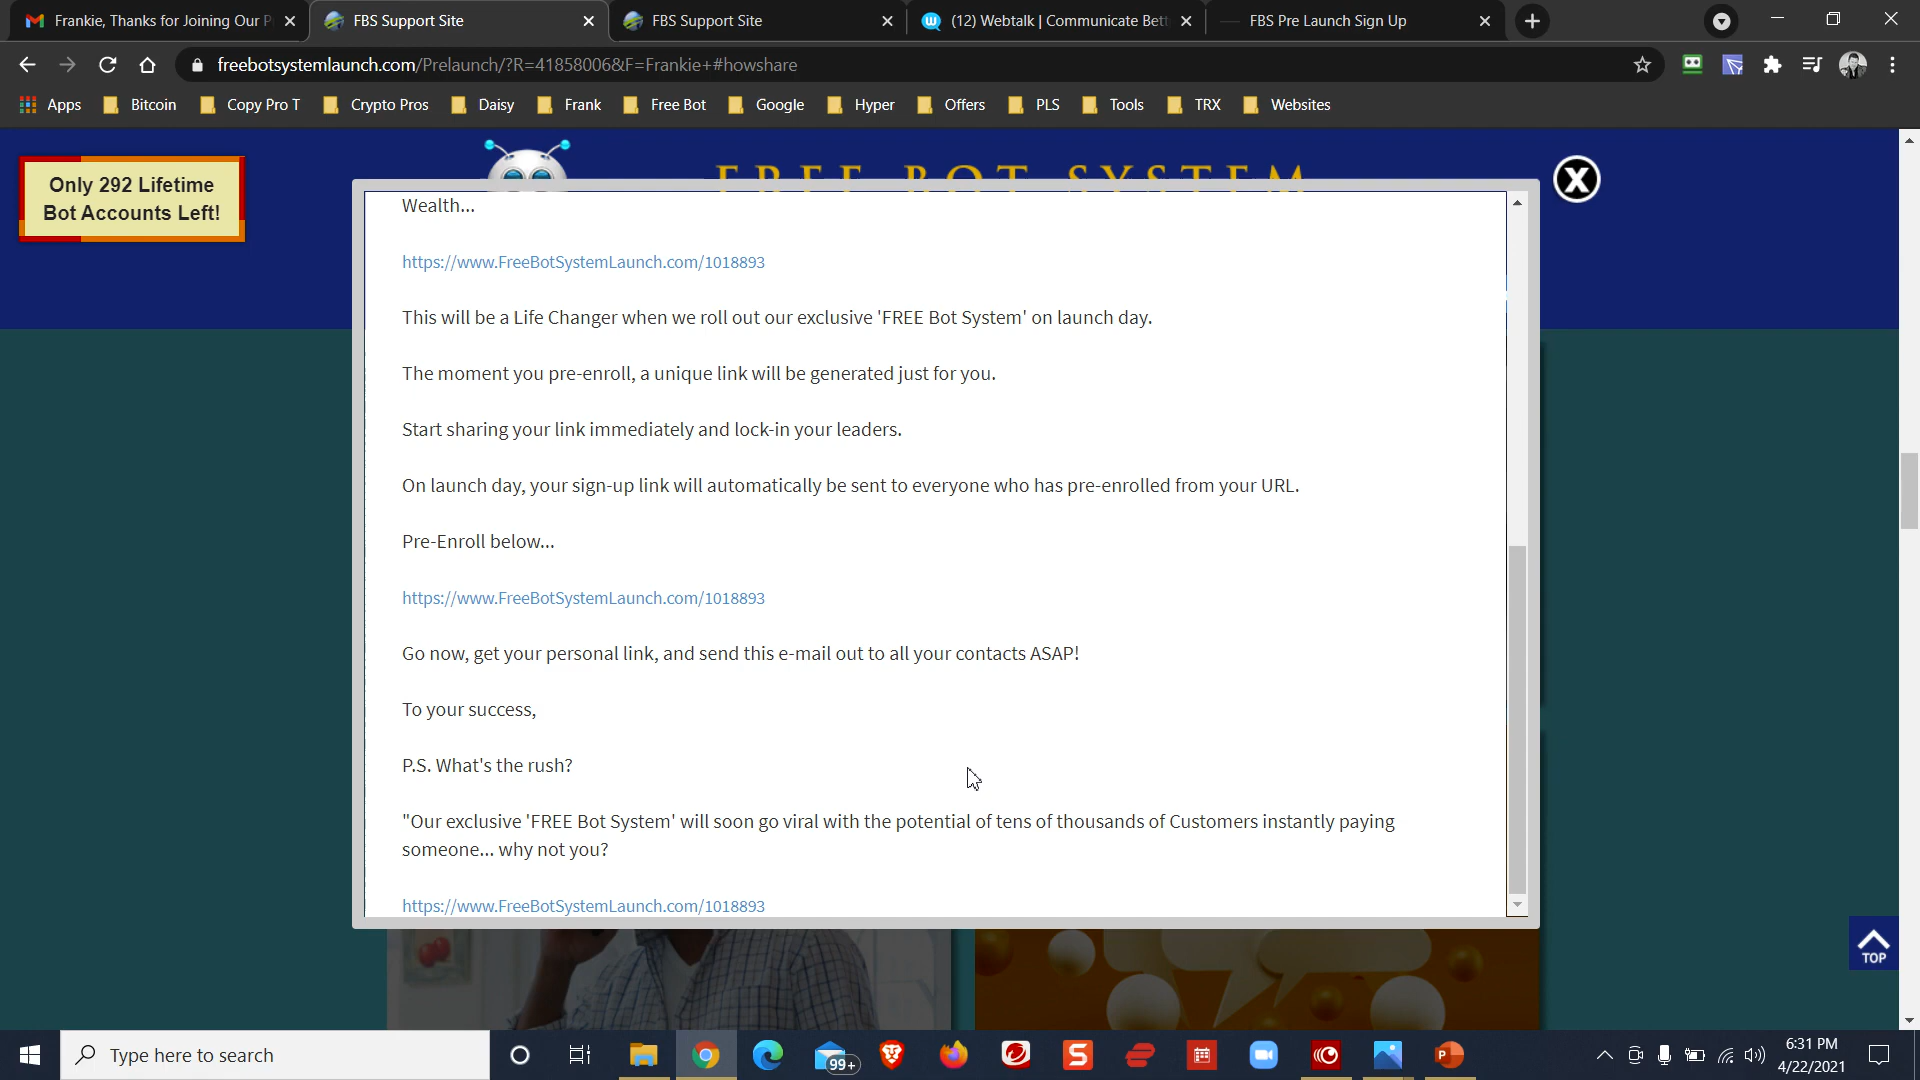 Frankie, Thanks for Joining Our P
FBS Support Site
FBS Support Site
(12) Webtalk | Communicate Bett
FBS Pre Launch Sign Up
freebotsystemlaunch.com/Prelaunch/?R=41858006&F=Frankie+#howshare
Apps
Bitcoin
Copy Pro T
Crypto Pros
Daisy
Frank
Free Bot
Google
Hyper
Offers
PLS
Tools
TRX
Websites
Only 292 Lifetime
Bot Accounts Left!
FREE BOT SYSTEM
X
Wealth...
https://www.FreeBotSystemLaunch.com/1018893
This will be a Life Changer when we roll out our exclusive 'FREE Bot System' on launch day.
The moment you pre-enroll, a unique link will be generated just for you.
Start sharing your link immediately and lock-in your leaders.
On launch day, your sign-up link will automatically be sent to everyone who has pre-enrolled from your URL.
Pre-Enroll below...
https://www.FreeBotSystemLaunch.com/1018893
Go now, get your personal link, and send this e-mail out to all your contacts ASAP!
To your success,
P.S. What's the rush?
"Our exclusive 'FREE Bot System' will soon go viral with the potential of tens of thousands of Customers instantly paying
someone... why not you?
https://www.FreeBotSystemLaunch.com/1018893
TOP
Type here to search
99+
6:31 PM
4/22/2021